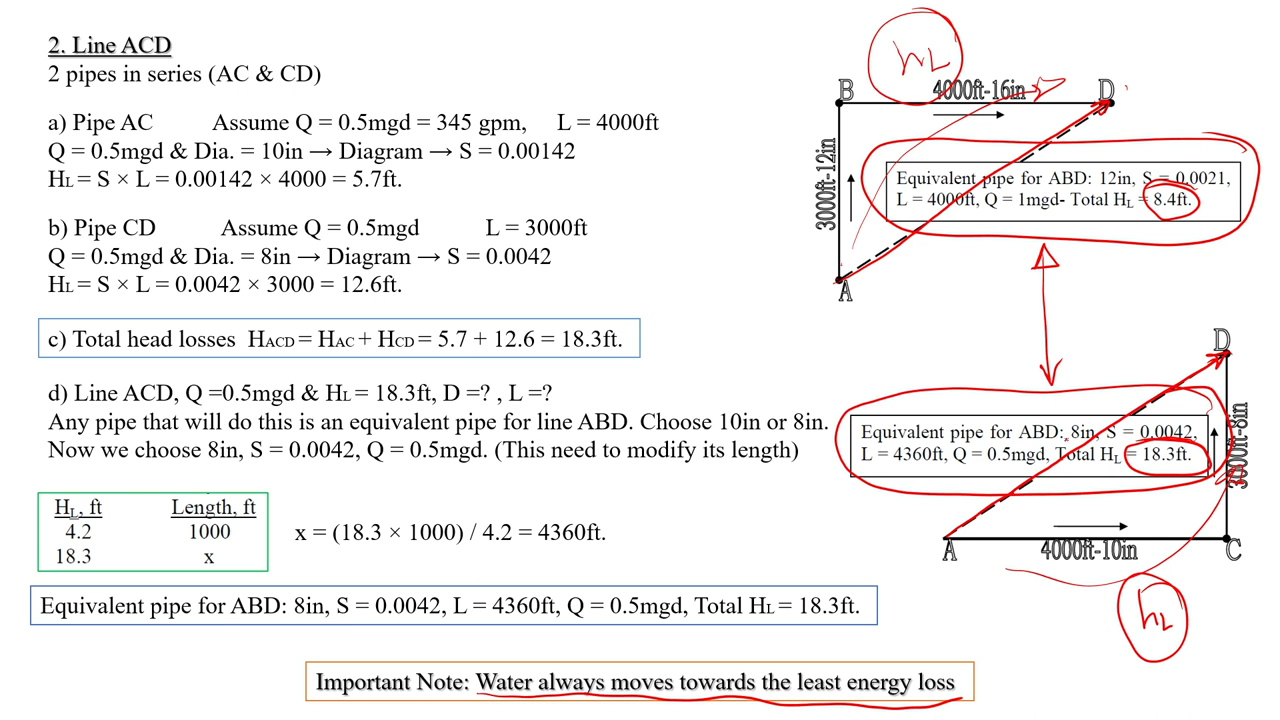 2. Line ACD
2 pipes in series (AC & CD)
a) Pipe AC Assume Q = 0.5mgd = 345 gpm, L = 4000ft
Q = 0.5mgd & Dia. = 10in → Diagram → S = 0.00142
HL = S × L = 0.00142 × 4000 = 5.7ft.
b) Pipe CD Assume Q = 0.5mgd L = 3000ft
Q = 0.5mgd & Dia. = 8in → Diagram → S = 0.0042
HL = S × L = 0.0042 × 3000 = 12.6ft.
c) Total head losses HACD = HAC + HCD = 5.7 + 12.6 = 18.3ft.
d) Line ACD, Q =0.5mgd & HL = 18.3ft, D =? , L =?
Any pipe that will do this is an equivalent pipe for line ABD. Choose 10in or 8in.
Now we choose 8in, S = 0.0042, Q = 0.5mgd. (This need to modify its length)
HL, ft Length, ft
4.2 1000
18.3 x
x = (18.3 × 1000) / 4.2 = 4360ft.
Equivalent pipe for ABD: 8in, S = 0.0042, L = 4360ft, Q = 0.5mgd, Total HL = 18.3ft.
Important Note: Water always moves towards the least energy loss
hL
B
4000ft-16in
D
3000ft-12in
Equivalent pipe for ABD: 12in, S = 0.0021,
L = 4000ft, Q = 1mgd- Total HL = 8.4ft.
A
D
3000ft-8in
Equivalent pipe for ABD: 8in, S = 0.0042,
L = 4360ft, Q = 0.5mgd, Total HL = 18.3ft.
A
4000ft-10in
C
hL